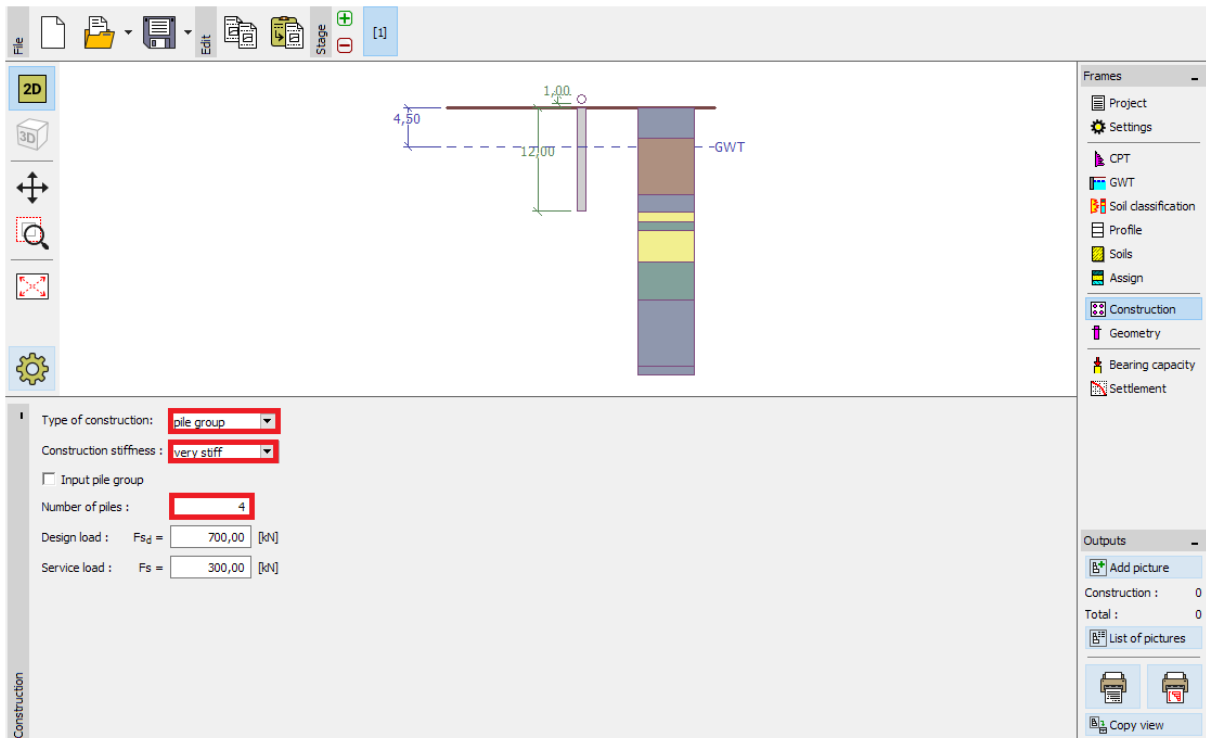 File
Edit
Stage
[1]
2D
3D
1,00
4,50
12,00
GWT
Frames
Project
Settings
CPT
GWT
Soil classification
Profile
Soils
Assign
Construction
Geometry
Bearing capacity
Settlement
Type of construction: pile group
Construction stiffness : very stiff
Input pile group
Number of piles : 4
Design load : Fsd = 700,00 [kN]
Service load : Fs = 300,00 [kN]
Construction
Outputs
Add picture
Construction : 0
Total : 0
List of pictures
Copy view